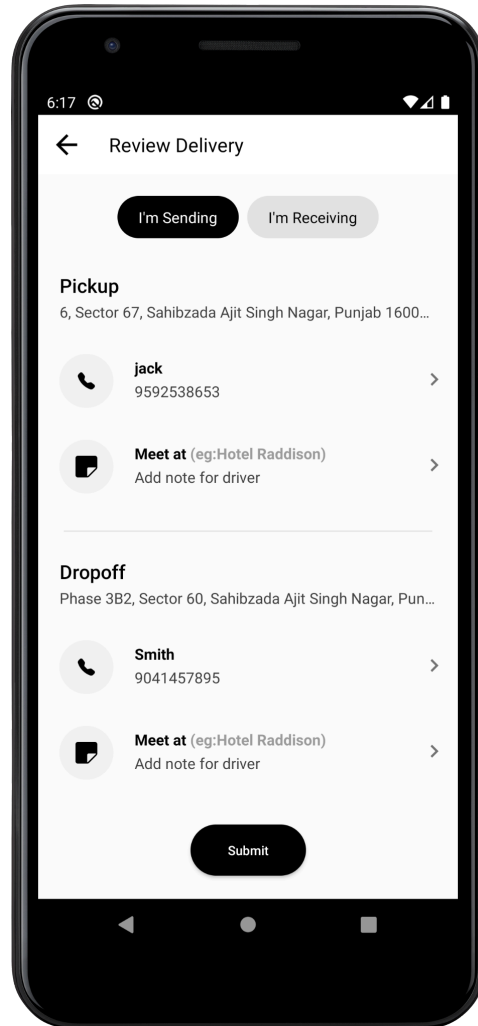 6:17
Review Delivery
I'm Sending
I'm Receiving
Pickup
6, Sector 67, Sahibzada Ajit Singh Nagar, Punjab 1600...
jack
9592538653
Meet at (eg:Hotel Raddison)
Add note for driver
Dropoff
Phase 3B2, Sector 60, Sahibzada Ajit Singh Nagar, Pun...
Smith
9041457895
Meet at (eg:Hotel Raddison)
Add note for driver
Submit